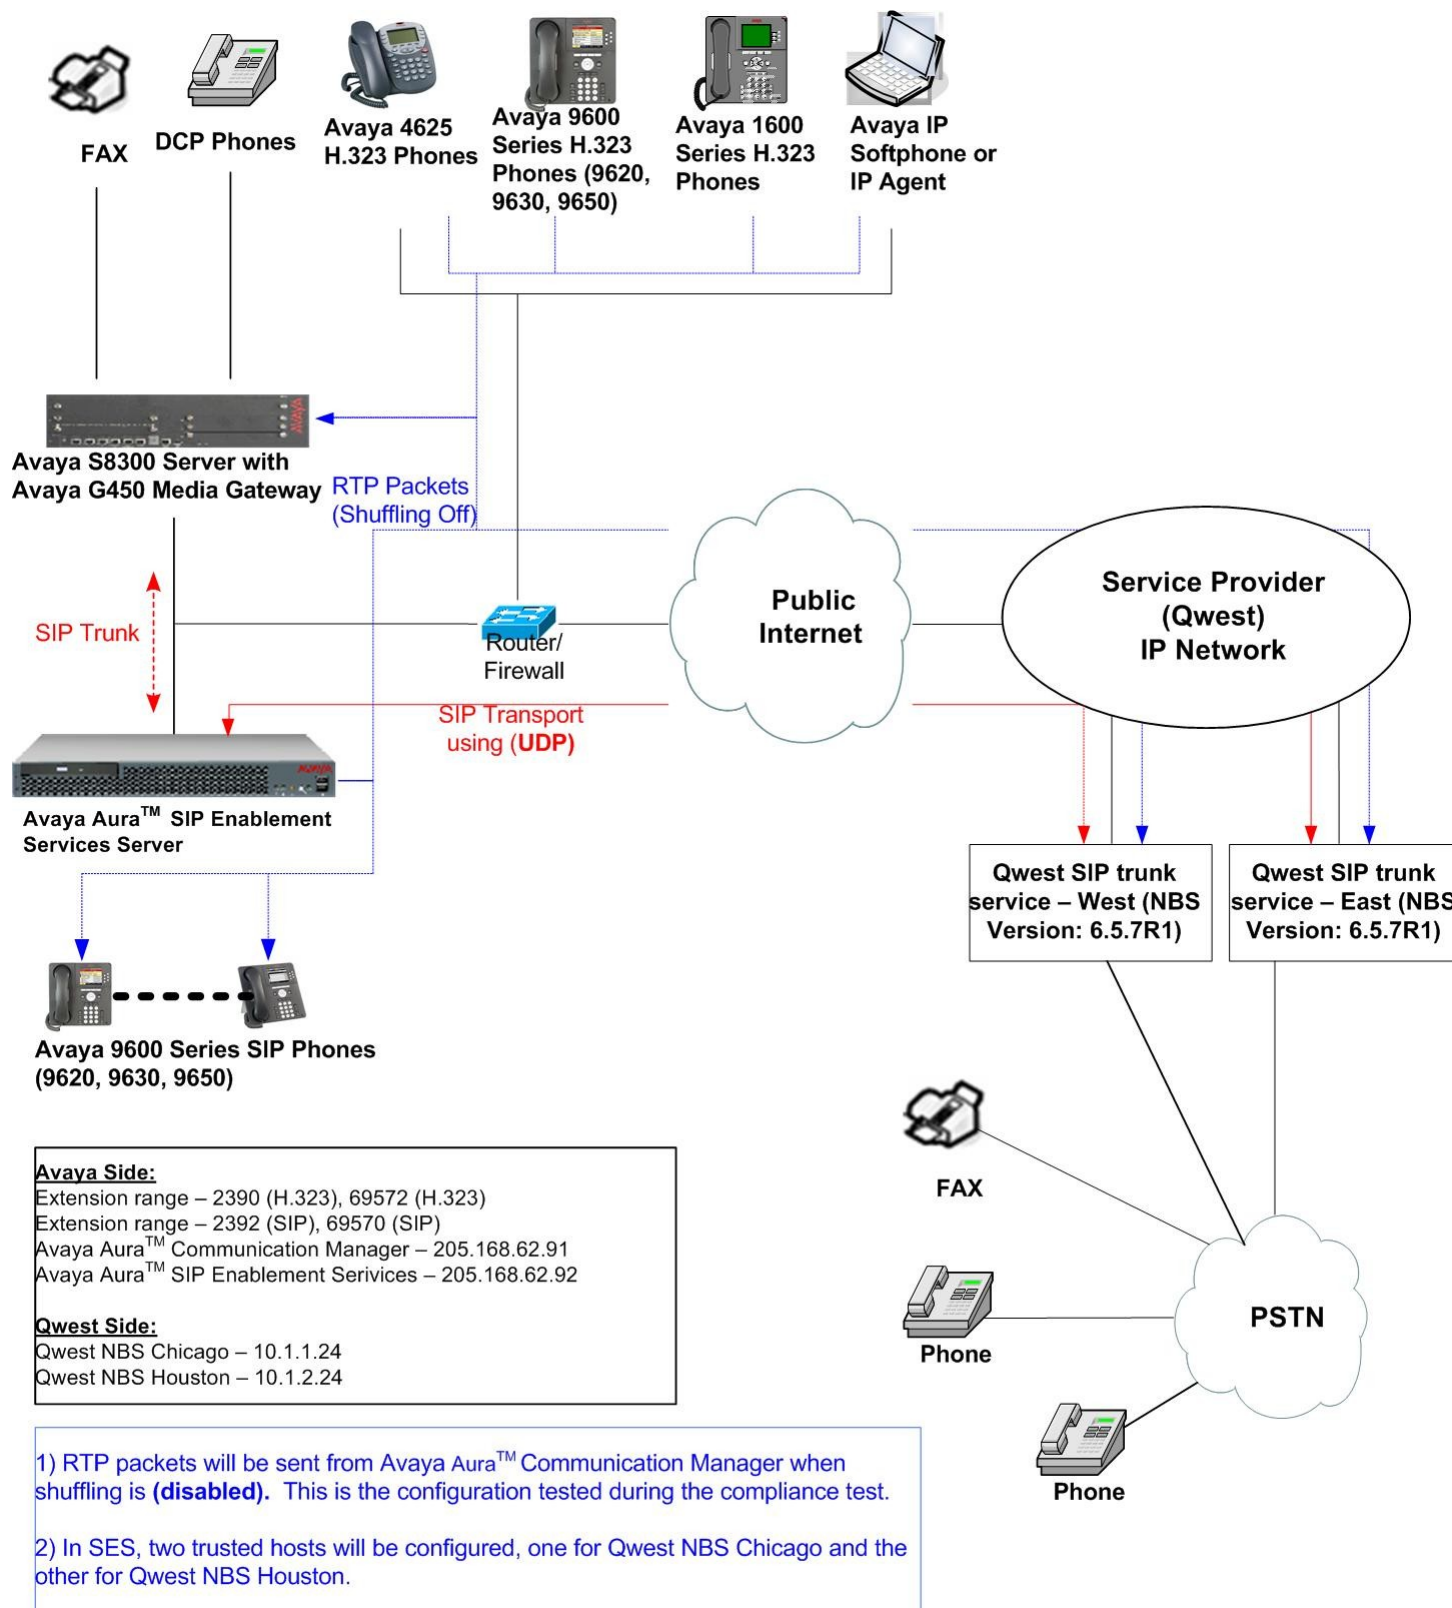 FAX
DCP Phones
Avaya 4625
H.323 Phones
Avaya 9600
Series H.323
Phones (9620,
9630, 9650)
Avaya 1600
Series H.323
Phones
Avaya IP
Softphone or
IP Agent
AVAYA
Avaya S8300 Server with
Avaya G450 Media Gateway
RTP Packets
(Shuffling Off)
Public
Internet
Service Provider
(Qwest)
IP Network
SIP Trunk
Router/
Firewall
SIP Transport
using (UDP)
AVAYA
Avaya Aura™ SIP Enablement
Services Server
Qwest SIP trunk
service – West (NBS
Version: 6.5.7R1)
Qwest SIP trunk
service – East (NBS
Version: 6.5.7R1)
Avaya 9600 Series SIP Phones
(9620, 9630, 9650)
FAX
Phone
PSTN
Phone
Avaya Side:
Extension range – 2390 (H.323), 69572 (H.323)
Extension range – 2392 (SIP), 69570 (SIP)
Avaya Aura™ Communication Manager – 205.168.62.91
Avaya Aura™ SIP Enablement Serivices – 205.168.62.92
Qwest Side:
Qwest NBS Chicago – 10.1.1.24
Qwest NBS Houston – 10.1.2.24
1) RTP packets will be sent from Avaya Aura™ Communication Manager when
shuffling is (disabled). This is the configuration tested during the compliance test.
2) In SES, two trusted hosts will be configured, one for Qwest NBS Chicago and the
other for Qwest NBS Houston.